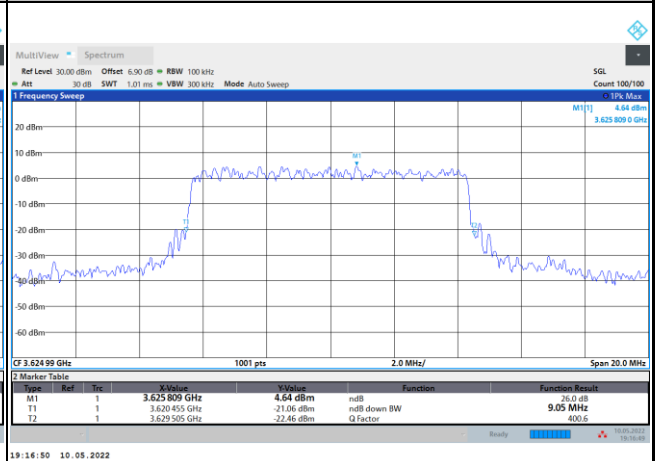 MultiView Spectrum
Ref Level 30.00 dBm Offset 6.90 dB RBW 100 kHz SGL
Att 30 dB SWT 1.01 ms VBW 300 kHz Mode Auto Sweep Count 100/100
1 Frequency Sweep 1Pk Max
M1[1] 4.64 dBm
3.625 809 0 GHz
20 dBm
M1
10 dBm
0 dBm
-10 dBm
T1
T2
-20 dBm
-30 dBm
-40 dBm
-50 dBm
-60 dBm
CF 3.624 99 GHz 1001 pts 2.0 MHz/ Span 20.0 MHz
2 Marker Table
Type Ref Trc X-Value Y-Value Function Function Result
M1 1 3.625 809 GHz 4.64 dBm ndB 26.0 dB
T1 1 3.620 455 GHz -21.06 dBm ndB down BW 9.05 MHz
T2 1 3.629 505 GHz -22.46 dBm Q Factor 400.6
Ready 10.05.2022
19:16:49
19:16:50 10.05.2022